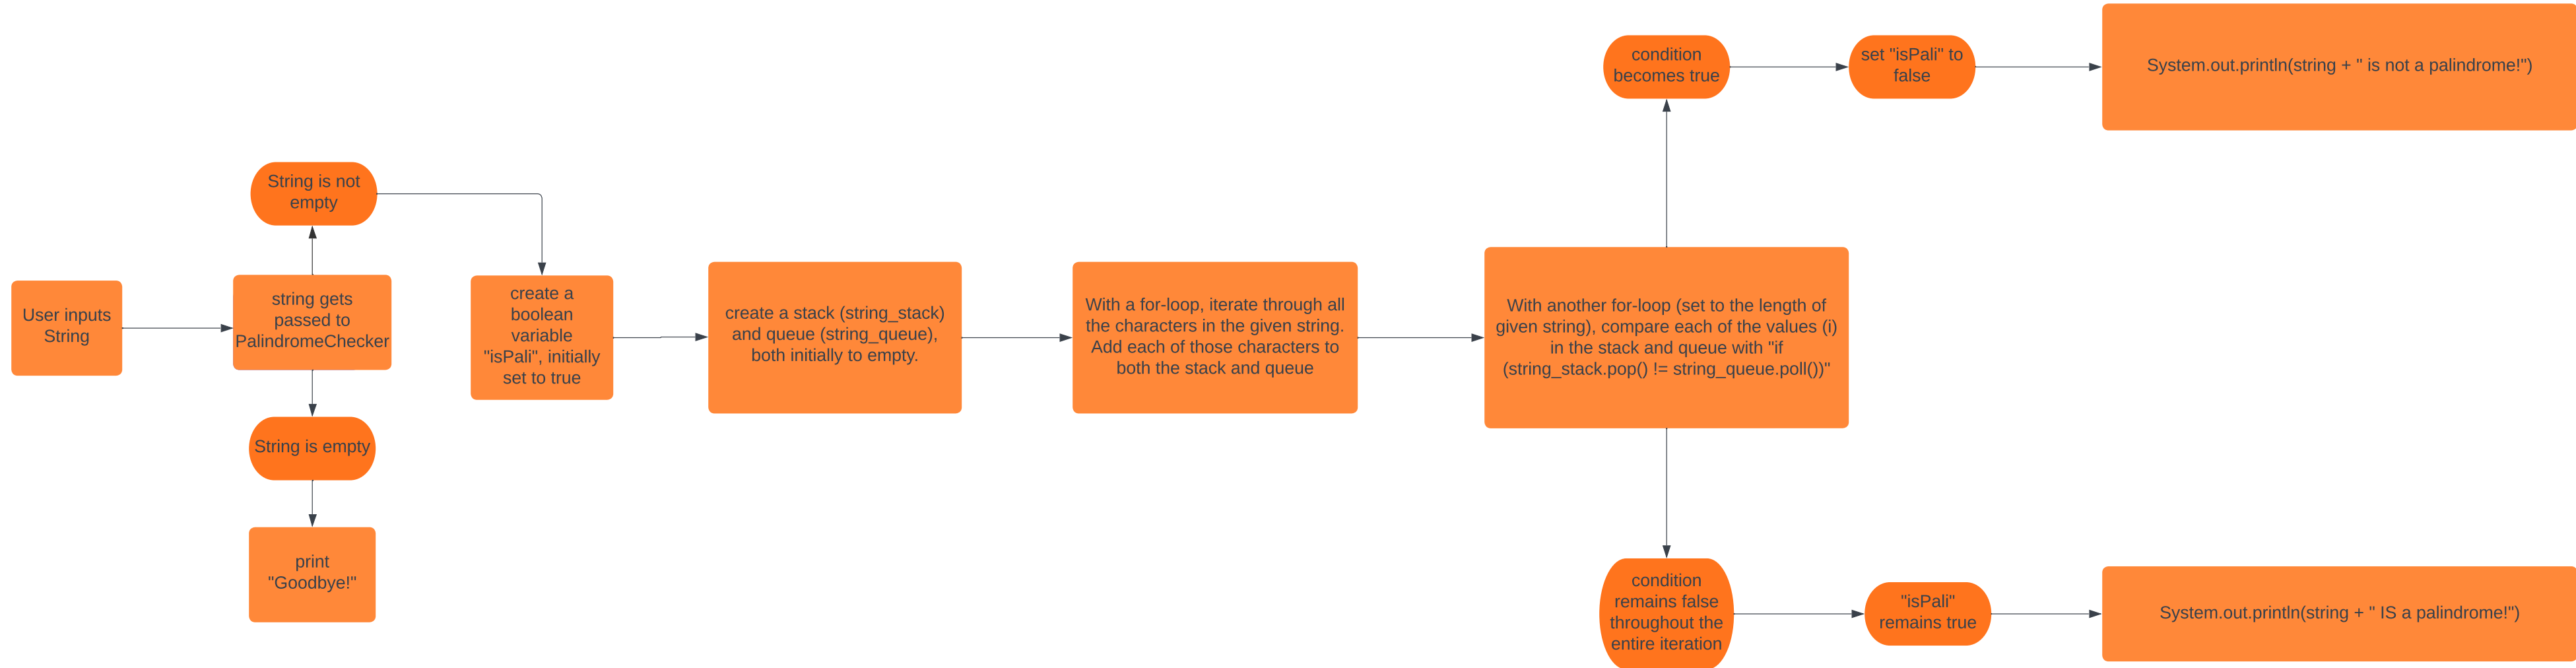 User inputs
String
string gets
passed to
PalindromeChecker
String is not
empty
String is empty
print
"Goodbye!"
create a
boolean
variable
"isPali", initially
set to true
create a stack (string_stack)
and queue (string_queue),
both initially to empty.
With a for-loop, iterate through all
the characters in the given string.
Add each of those characters to
both the stack and queue
With another for-loop (set to the length of
given string), compare each of the values (i)
in the stack and queue with "if
(string_stack.pop() != string_queue.poll())"
condition
becomes true
set "isPali" to
false
System.out.println(string + " is not a palindrome!")
condition
remains false
throughout the
entire iteration
"isPali"
remains true
System.out.println(string + " IS a palindrome!")